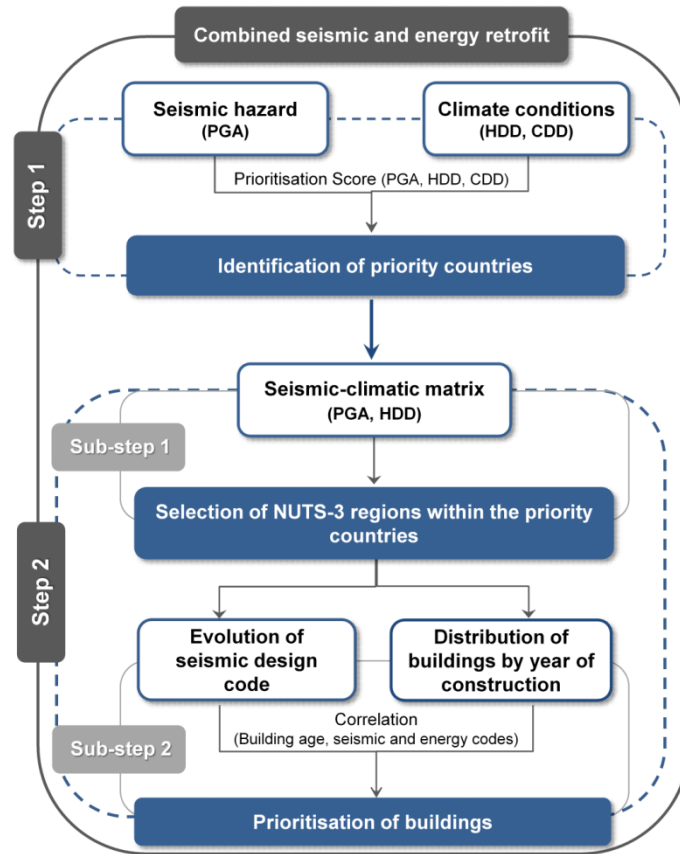 Combined seismic and energy retrofit
Seismic hazard
(PGA)
Climate conditions
(HDD, CDD)
Step 1
Prioritisation Score (PGA, HDD, CDD)
Identification of priority countries
Seismic-climatic matrix
(PGA, HDD)
Sub-step 1
Selection of NUTS-3 regions within the priority
countries
Step 2
Evolution of
seismic design
code
Distribution of
buildings by year of
construction
Correlation
(Building age, seismic and energy codes)
Sub-step 2
Prioritisation of buildings